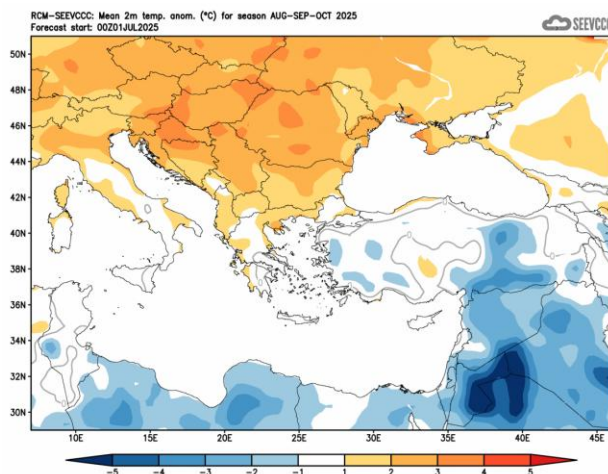 RCM-SEEVCCC: Mean 2m temp. anom. (°C) for season AUG-SEP-OCT 2025
Forecast start: 00Z01JUL2025
SEEVCCC
50N
48N
46N
44N
42N
40N
38N
36N
34N
32N
30N
10E 15E 20E 25E 30E 35E 40E 45E
-5 -4 -3 -2 -1 1 2 3 4 5